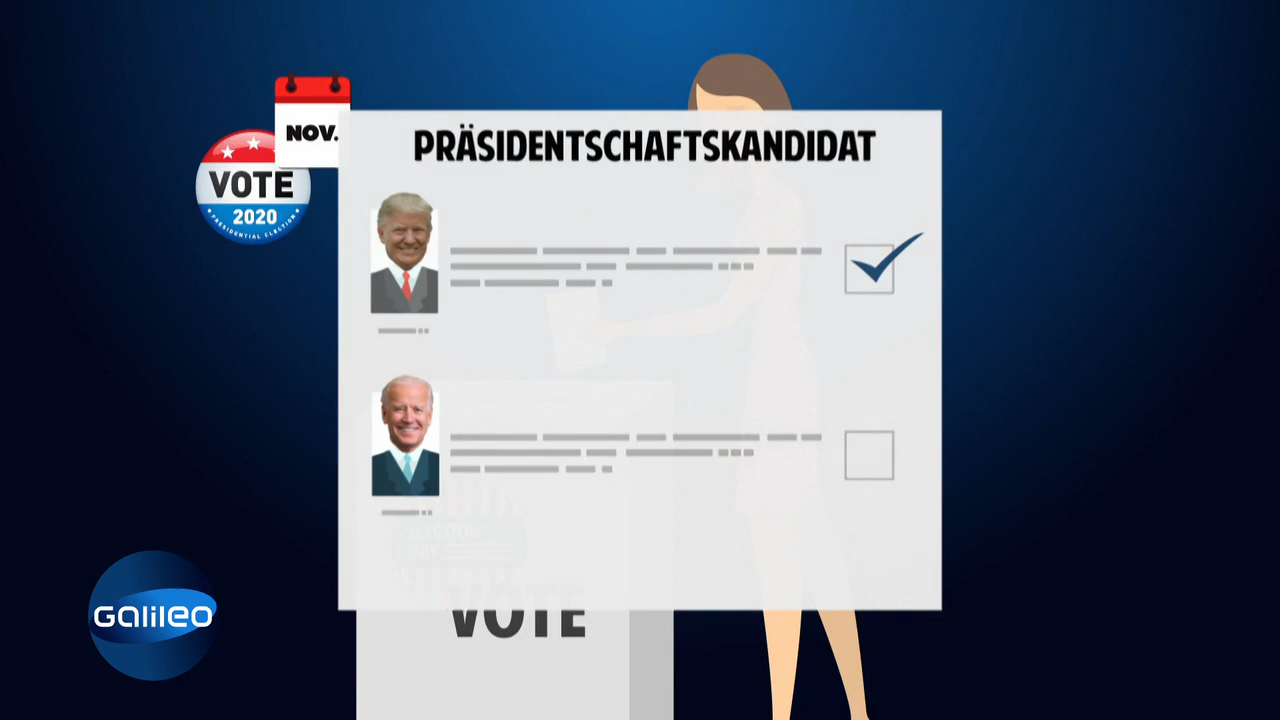 NOV.
PRÄSIDENTSCHAFTSKANDIDAT
VOTE
2020
PRESIDENTIAL ELECTION
VOTE
GALILEO